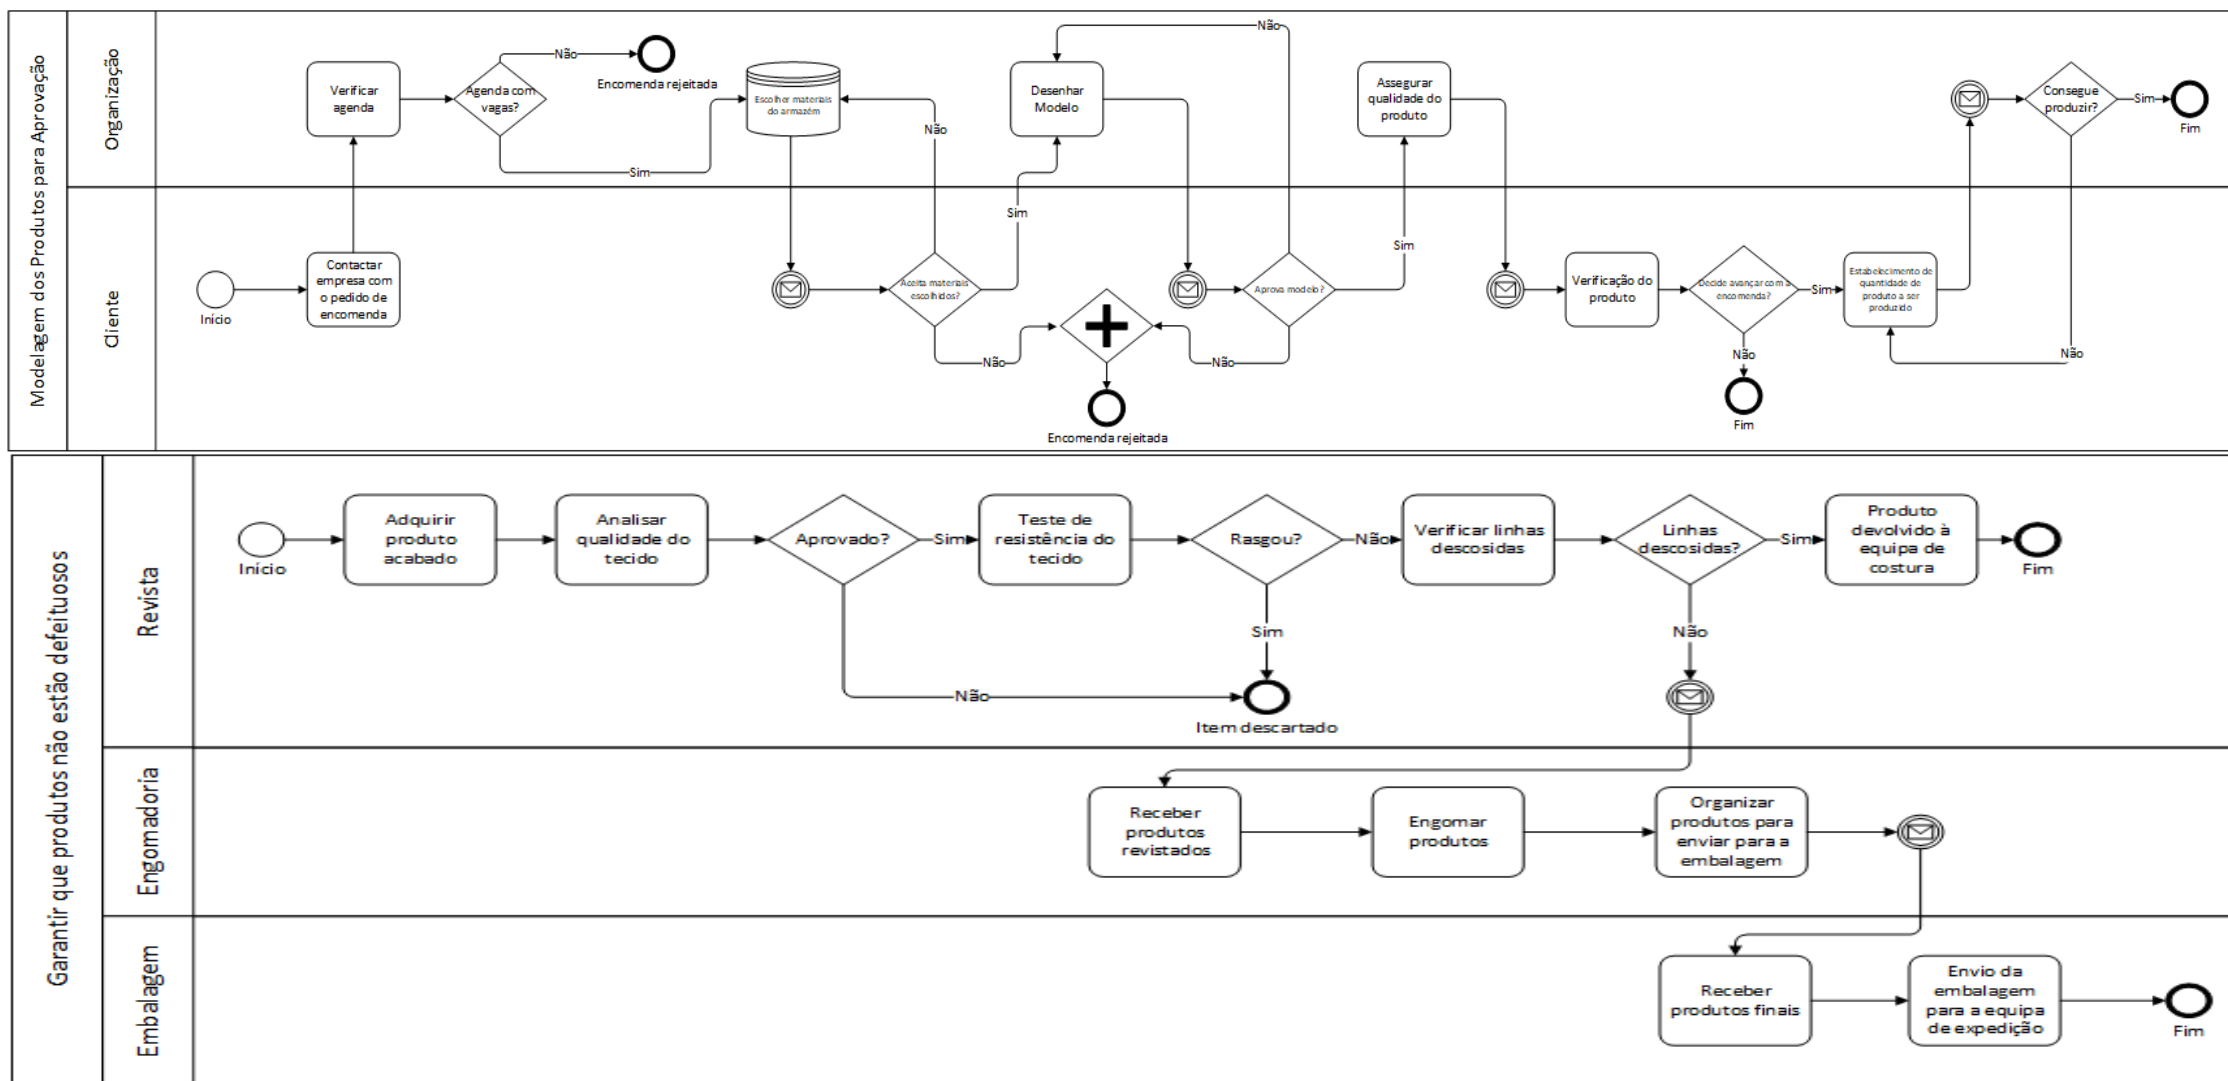 Modelagem dos Produtos para Aprovação
Organização
Verificar
agenda
Agenda com
vagas?
Não
Encomenda rejeitada
Sim
Escolher materiais
do armazém
Não
Desenhar
Modelo
Não
Assegurar
qualidade do
produto
Consegue
produzir?
Sim
Fim
Cliente
Início
Contactar
empresa com
o pedido de
encomenda
Aceita materiais
escolhidos?
Sim
Não
Encomenda rejeitada
Aprova modelo?
Não
Sim
Verificação do
produto
Decide avançar com a
encomenda?
Sim
Não
Fim
Estabelecimento de
quantidade de
produto a ser
produzido
Não
Garantir que produtos não estão defeituosos
Revista
Início
Adquirir
produto
acabado
Analisar
qualidade do
tecido
Aprovado?
Sim
Não
Teste de
resistência do
tecido
Rasgou?
Não
Sim
Item descartado
Verificar linhas
descosidas
Linhas
descosidas?
Sim
Não
Produto
devolvido à
equipa de
costura
Fim
Engomadoria
Receber
produtos
revistados
Engomar
produtos
Organizar
produtos para
enviar para a
embalagem
Embalagem
Receber
produtos finais
Envio da
embalagem
para a equipa
de expedição
Fim